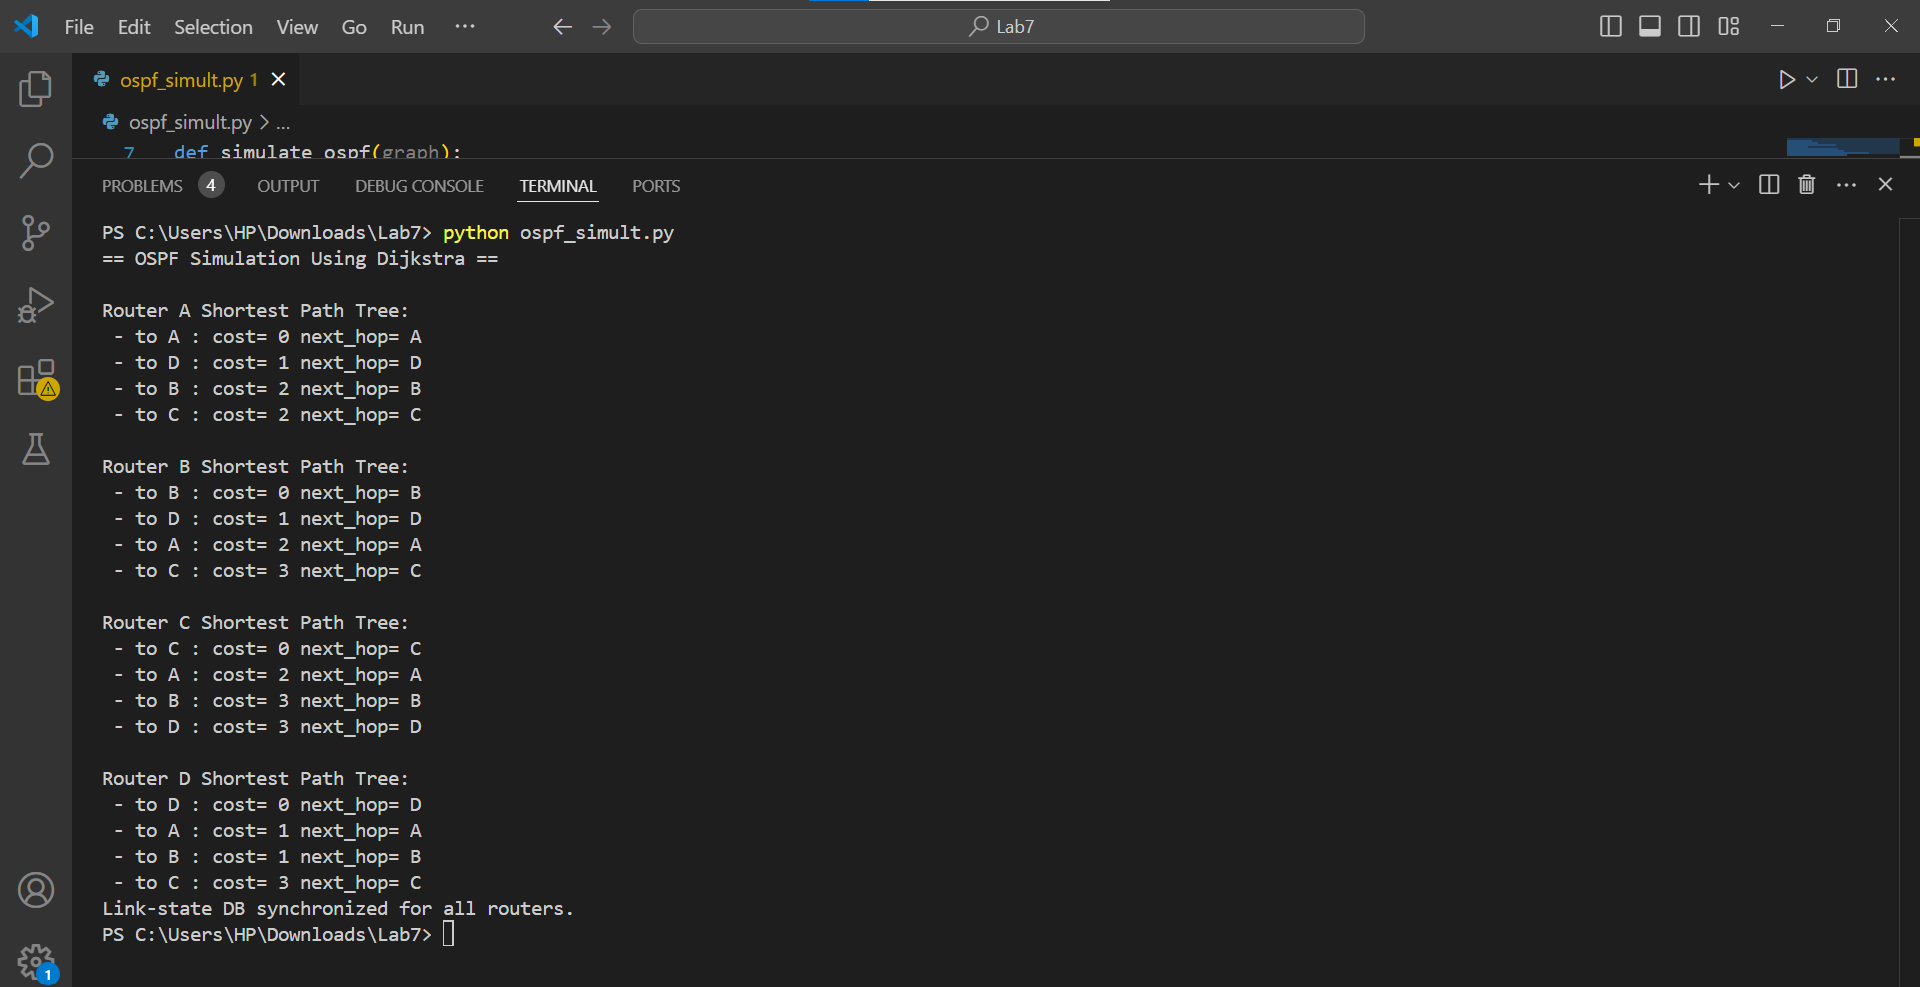 File Edit Selection View Go Run ···
Lab7
ospf_simult.py 1
ospf_simult.py > ...
7 def simulate_ospf(graph):
PROBLEMS 4 OUTPUT DEBUG CONSOLE TERMINAL PORTS
PS C:\Users\HP\Downloads\Lab7> python ospf_simult.py
== OSPF Simulation Using Dijkstra ==
Router A Shortest Path Tree:
- to A : cost= 0 next_hop= A
- to D : cost= 1 next_hop= D
- to B : cost= 2 next_hop= B
- to C : cost= 2 next_hop= C
Router B Shortest Path Tree:
- to B : cost= 0 next_hop= B
- to D : cost= 1 next_hop= D
- to A : cost= 2 next_hop= A
- to C : cost= 3 next_hop= C
Router C Shortest Path Tree:
- to C : cost= 0 next_hop= C
- to A : cost= 2 next_hop= A
- to B : cost= 3 next_hop= B
- to D : cost= 3 next_hop= D
Router D Shortest Path Tree:
- to D : cost= 0 next_hop= D
- to A : cost= 1 next_hop= A
- to B : cost= 1 next_hop= B
- to C : cost= 3 next_hop= C
Link-state DB synchronized for all routers.
PS C:\Users\HP\Downloads\Lab7>
1